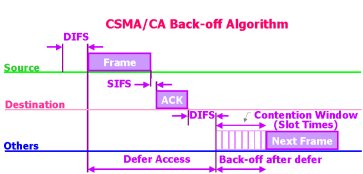 CSMA/CA Back-off Algorithm
DIFS
Source
Frame
SIFS
Destination
ACK
DIFS
Contention Window
(Slot Times)
Others
Next Frame
Defer Access
Back-off after defer